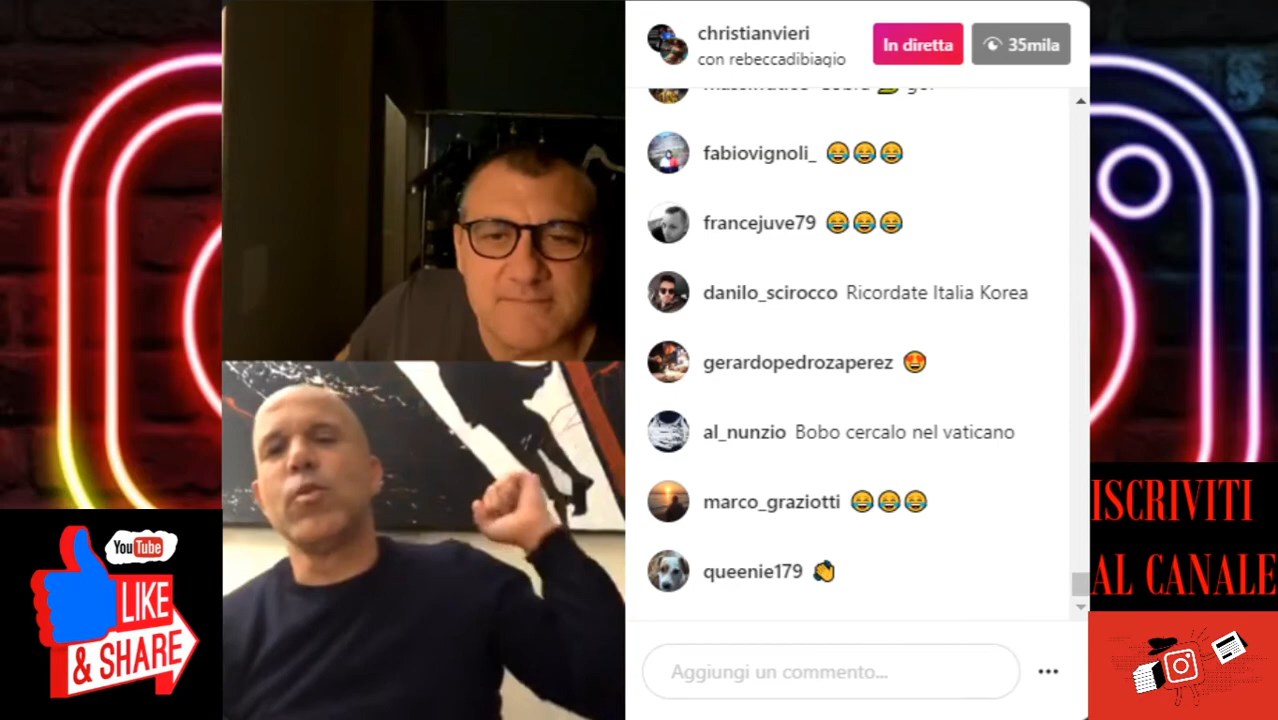 christianvieri
con rebeccadibiagio
In diretta
35mila
fabiovignoli_ 😂😂😂
francejuve79 😂😂😂
danilo_scirocco Ricordate Italia Korea
gerardopedrozaperez 😍
al_nunzio Bobo cercalo nel vaticano
marco_graziotti 😂😂😂
queenie179 👏
Aggiungi un commento...
YouTube
LIKE
& SHARE
ISCRIVITI
AL CANALE